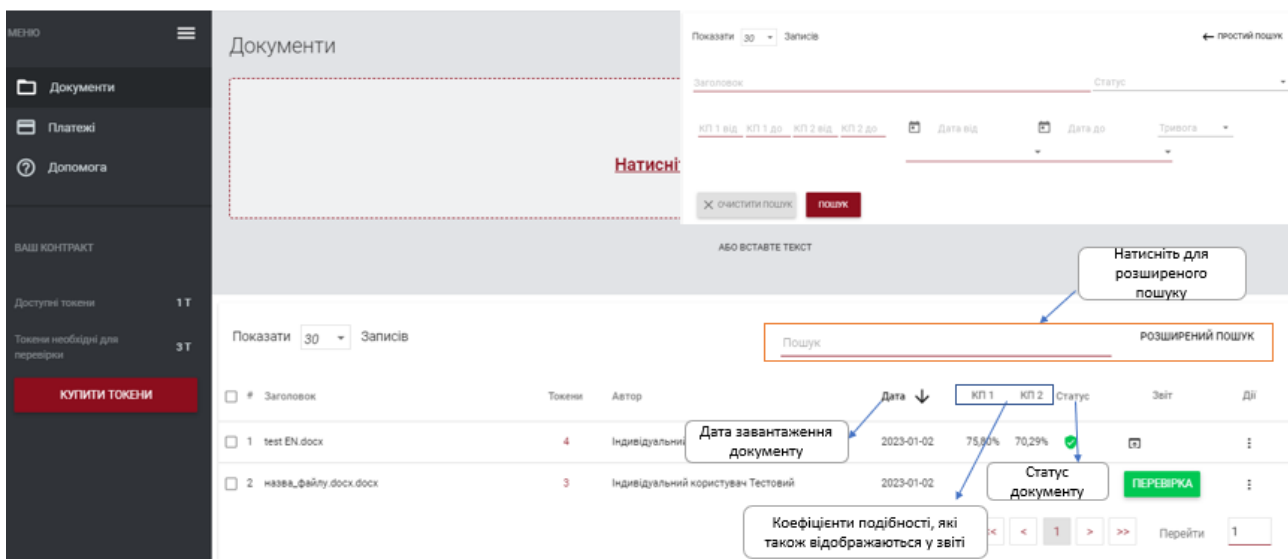 МЕНЮ
Документи
Платежі
Допомога
ВАШ КОНТРАКТ
Доступні токени 1 T
Токени необхідні для
перевірки 3 T
КУПИТИ ТОКЕНИ
Документи
Натисні
Показати 30 Записів
ПРОСТИЙ ПОШУК
Заголовок Статус
КП 1 від КП 1 до КП 2 від КП 2 до Дата від Дата до Тривога
ОЧИСТИТИ ПОШУК ПОШУК
АБО ВСТАВТЕ ТЕКСТ
Натисніть для
розширеного
пошуку
Показати 30 Записів
Пошук РОЗШИРЕНИЙ ПОШУК
# Заголовок Токени Автор Дата КП 1 КП 2 Статус Звіт Дії
1 test EN.docx 4 Індивідуальний 2023-01-02 75,80% 70,29%
Дата завантаження
документу
2 назва_файлу.docx.docx 3 Індивідуальний користувач Тестовий 2023-01-02 ПЕРЕВІРКА
Статус
документу
Коефіцієнти подібності, які
також відображаються у звіті
< 1 > >> Перейти 1